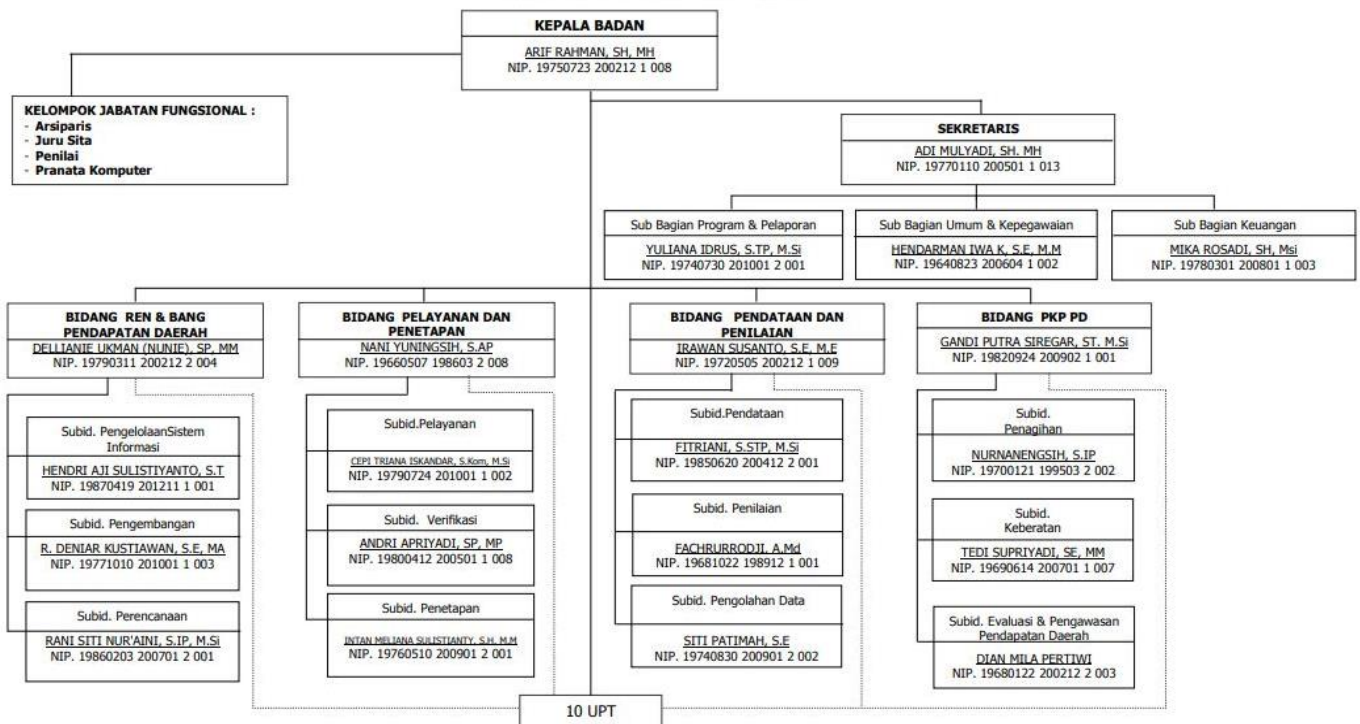 KEPALA BADAN
ARIF RAHMAN, SH, MH
NIP. 19750723 200212 1 008
KELOMPOK JABATAN FUNGSIONAL :
- Arsiparis
- Juru Sita
- Penilai
- Pranata Komputer
SEKRETARIS
ADI MULYADI, SH. MH
NIP. 19770110 200501 1 013
Sub Bagian Program & Pelaporan
YULIANA IDRUS, S.TP, M.Si
NIP. 19740730 201001 2 001
Sub Bagian Umum & Kepegawaian
HENDARMAN IWA K, S.E, M.M
NIP. 19640823 200604 1 002
Sub Bagian Keuangan
MIKA ROSADI, SH, Msi
NIP. 19780301 200801 1 003
BIDANG REN & BANG
PENDAPATAN DAERAH
DELLIANIE UKMAN (NUNIE), SP, MM
NIP. 19790311 200212 2 004
BIDANG PELAYANAN DAN
PENETAPAN
NANI YUNINGSIH, S.AP
NIP. 19660507 198603 2 008
BIDANG PENDATAAN DAN
PENILAIAN
IRAWAN SUSANTO, S.E, M.E
NIP. 19720505 200212 1 009
BIDANG PKP PD
GANDI PUTRA SIREGAR, ST. M.Si
NIP. 19820924 200902 1 001
Subid. PengelolaanSistem
Informasi
HENDRI AJI SULISTIYANTO, S.T
NIP. 19870419 201211 1 001
Subid. Pengembangan
R. DENIAR KUSTIAWAN, S.E, MA
NIP. 19771010 201001 1 003
Subid. Perencanaan
RANI SITI NUR'AINI, S.IP, M.Si
NIP. 19860203 200701 2 001
Subid.Pelayanan
CEPI TRIANA ISKANDAR, S.Kom, M.Si
NIP. 19790724 201001 1 002
Subid. Verifikasi
ANDRI APRIYADI, SP, MP
NIP. 19800412 200501 1 008
Subid. Penetapan
INTAN MELIANA SULISTIANTY, S.H. M.M
NIP. 19760510 200901 2 001
Subid.Pendataan
FITRIANI, S.STP, M.Si
NIP. 19850620 200412 2 001
Subid. Penilaian
FACHRURRODJI, A.Md
NIP. 19681022 198912 1 001
Subid. Pengolahan Data
SITI PATIMAH, S.E
NIP. 19740830 200901 2 002
Subid.
Penagihan
NURNANENGSIH, S.IP
NIP. 19700121 199503 2 002
Subid.
Keberatan
TEDI SUPRIYADI, SE, MM
NIP. 19690614 200701 1 007
Subid. Evaluasi & Pengawasan
Pendapatan Daerah
DIAN MILA PERTIWI
NIP. 19680122 200212 2 003
10 UPT